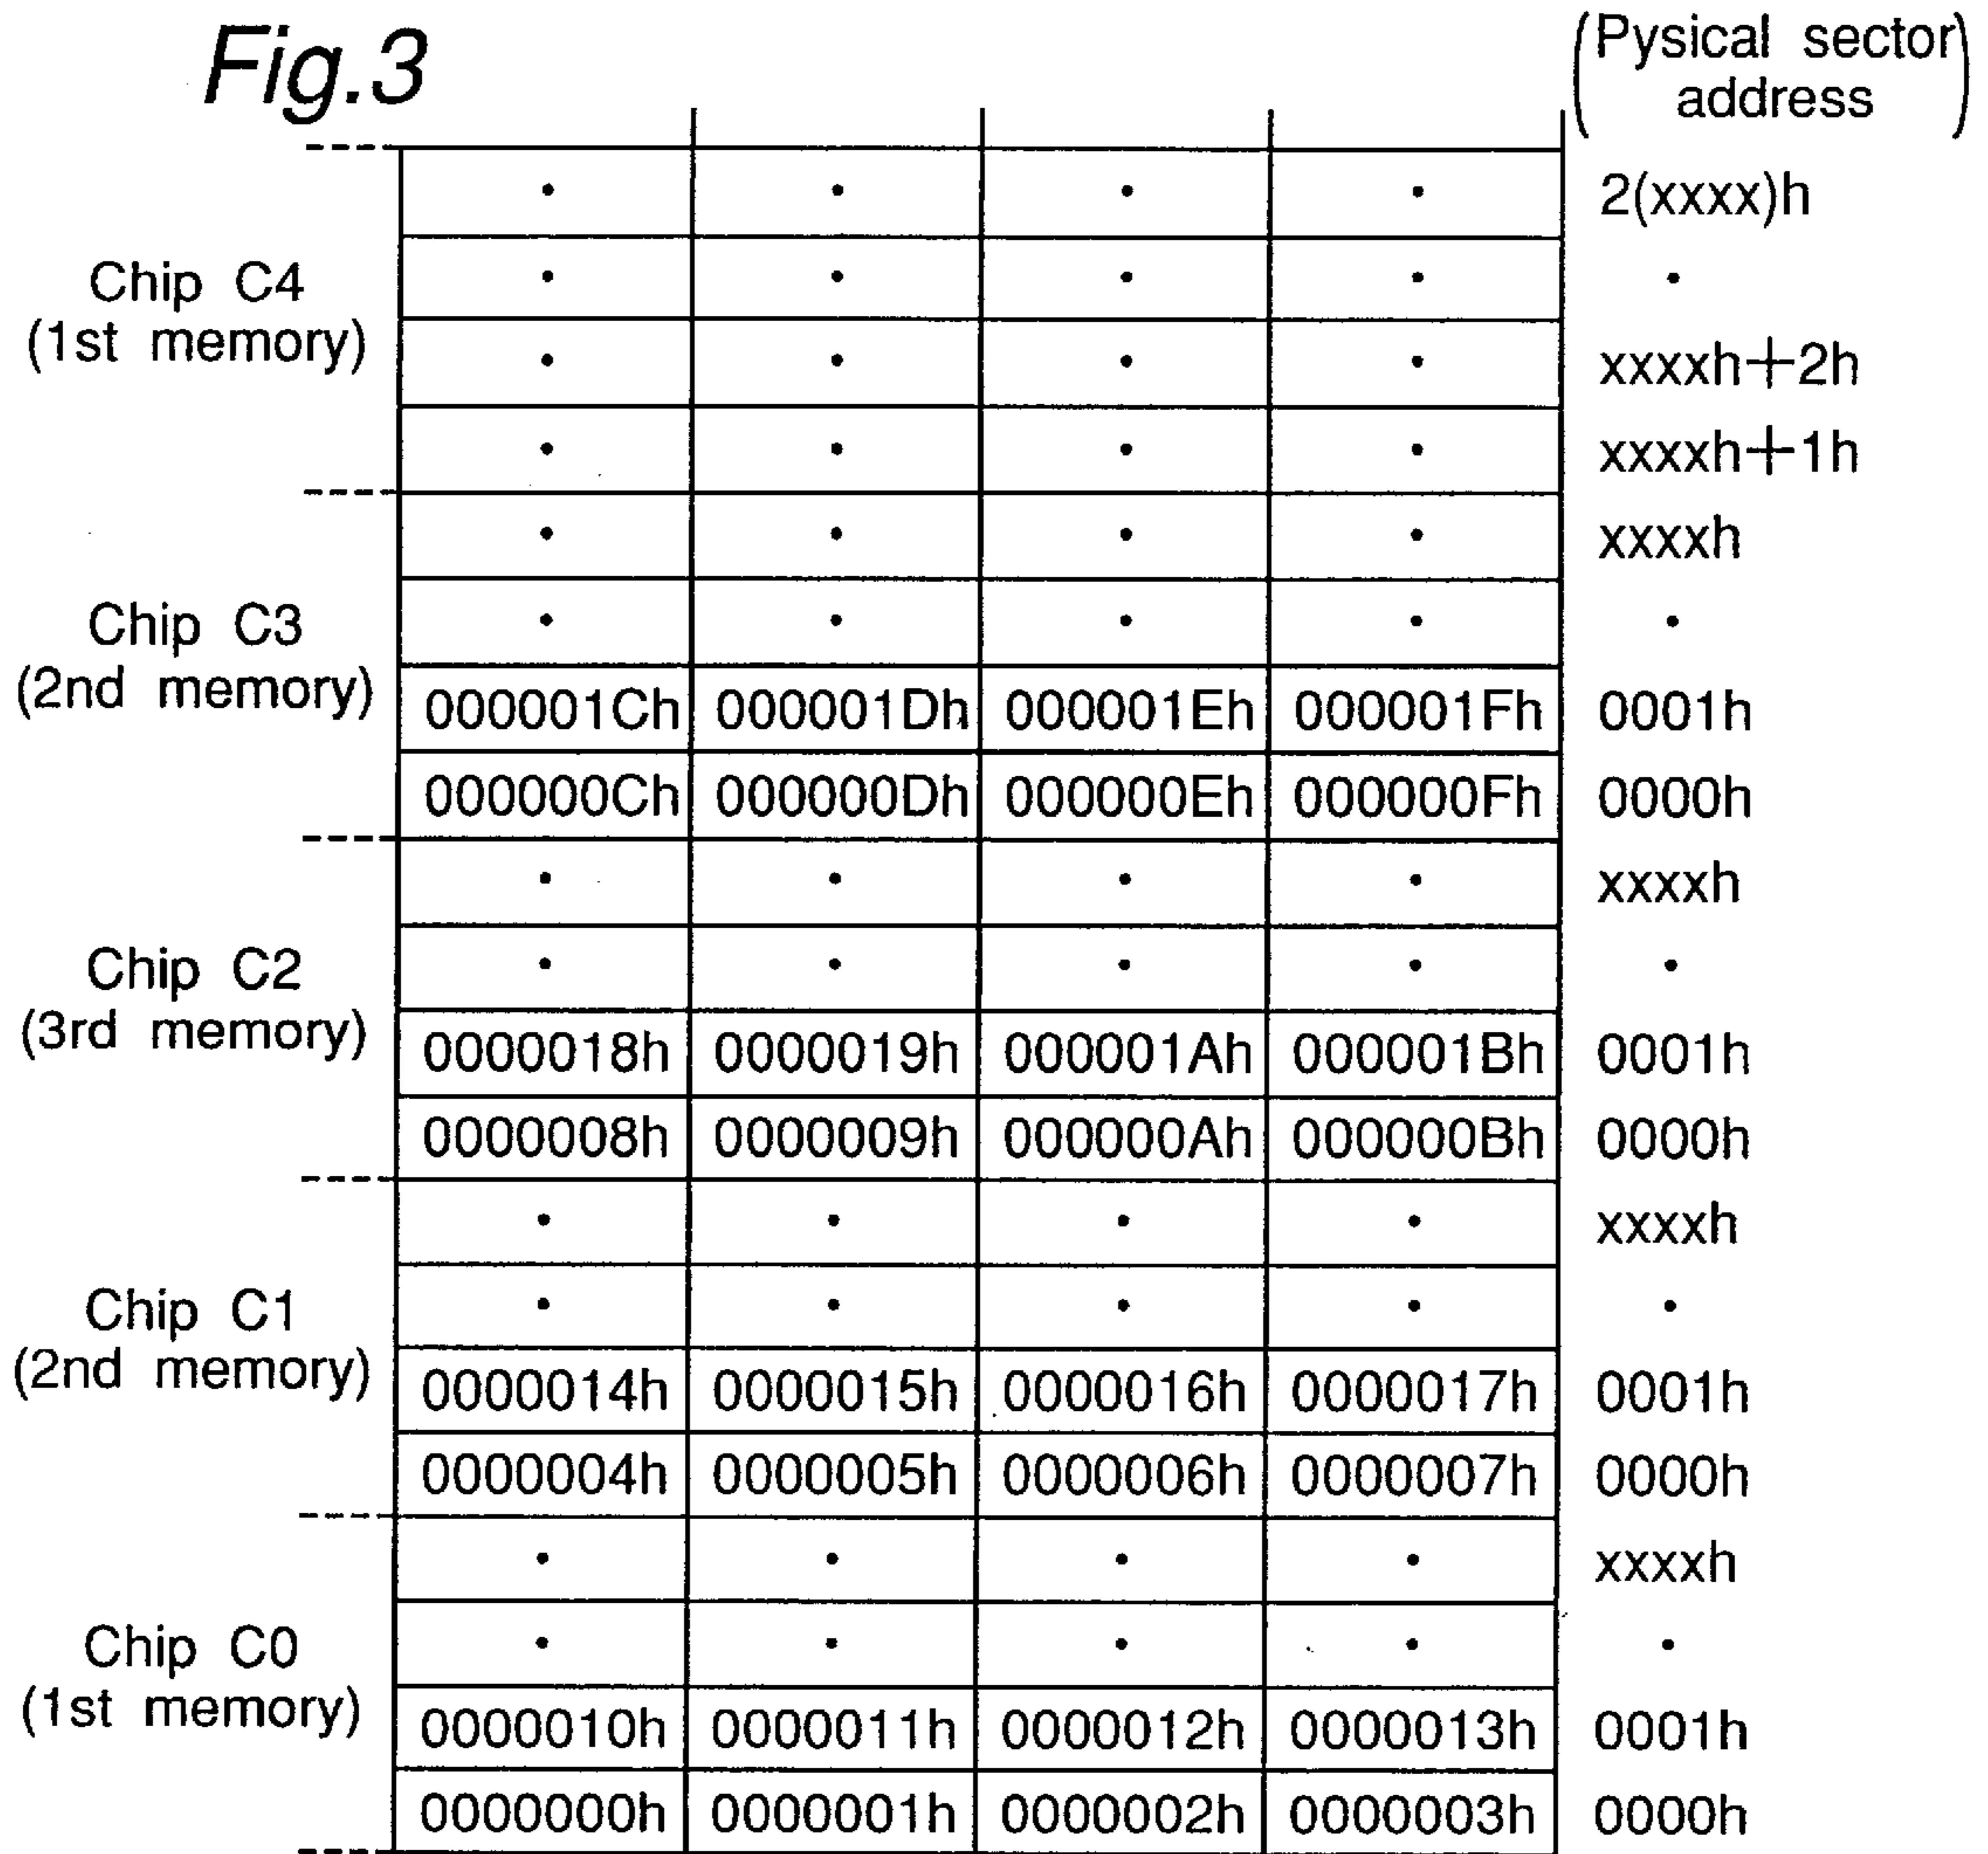 Fig.3
(Pysical sector
address)
. . . . 2(xxxx)h
Chip C4
(1st memory)
. . . . .
. . . . xxxxh+2h
. . . . xxxxh+1h
. . . . xxxxh
Chip C3
(2nd memory)
. . . . .
000001Ch 000001Dh 000001Eh 000001Fh 0001h
000000Ch 000000Dh 000000Eh 000000Fh 0000h
. . . . xxxxh
Chip C2
(3rd memory)
. . . . .
0000018h 0000019h 000001Ah 000001Bh 0001h
0000008h 0000009h 000000Ah 000000Bh 0000h
. . . . xxxxh
Chip C1
(2nd memory)
. . . . .
0000014h 0000015h 0000016h 0000017h 0001h
0000004h 0000005h 0000006h 0000007h 0000h
. . . . xxxxh
Chip C0
(1st memory)
. . . . .
0000010h 0000011h 0000012h 0000013h 0001h
0000000h 0000001h 0000002h 0000003h 0000h